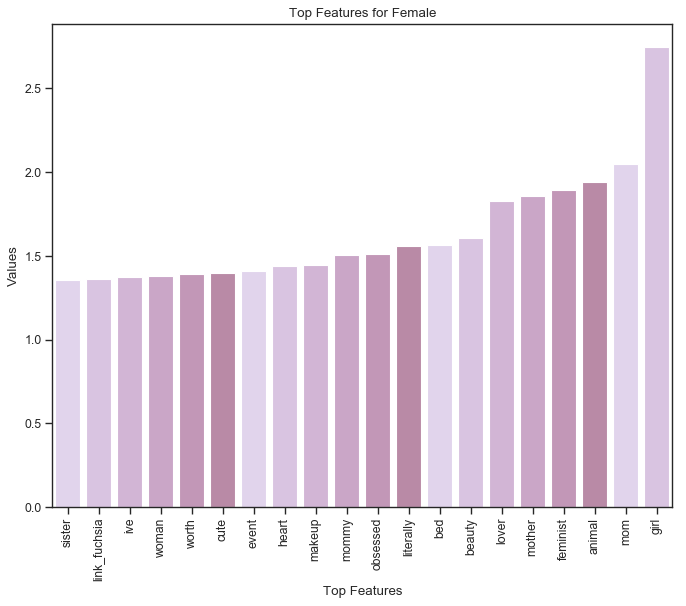 Top Features for Female
Values
2.5
2.0
1.5
1.0
0.5
0.0
sister
link_fuchsia
ive
woman
worth
cute
event
heart
makeup
mommy
obsessed
literally
bed
beauty
lover
mother
feminist
animal
mom
girl
Top Features